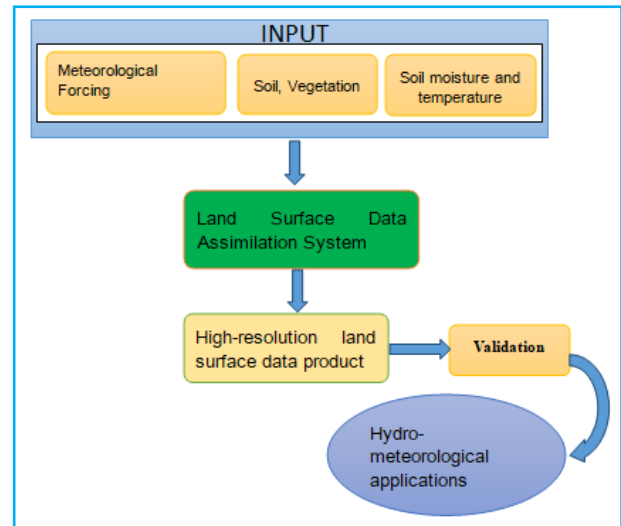 INPUT
Meteorological
Forcing
Soil, Vegetation
Soil moisture and
temperature
Land Surface Data
Assimilation System
High-resolution land
surface data product
Validation
Hydro-
meteorological
applications